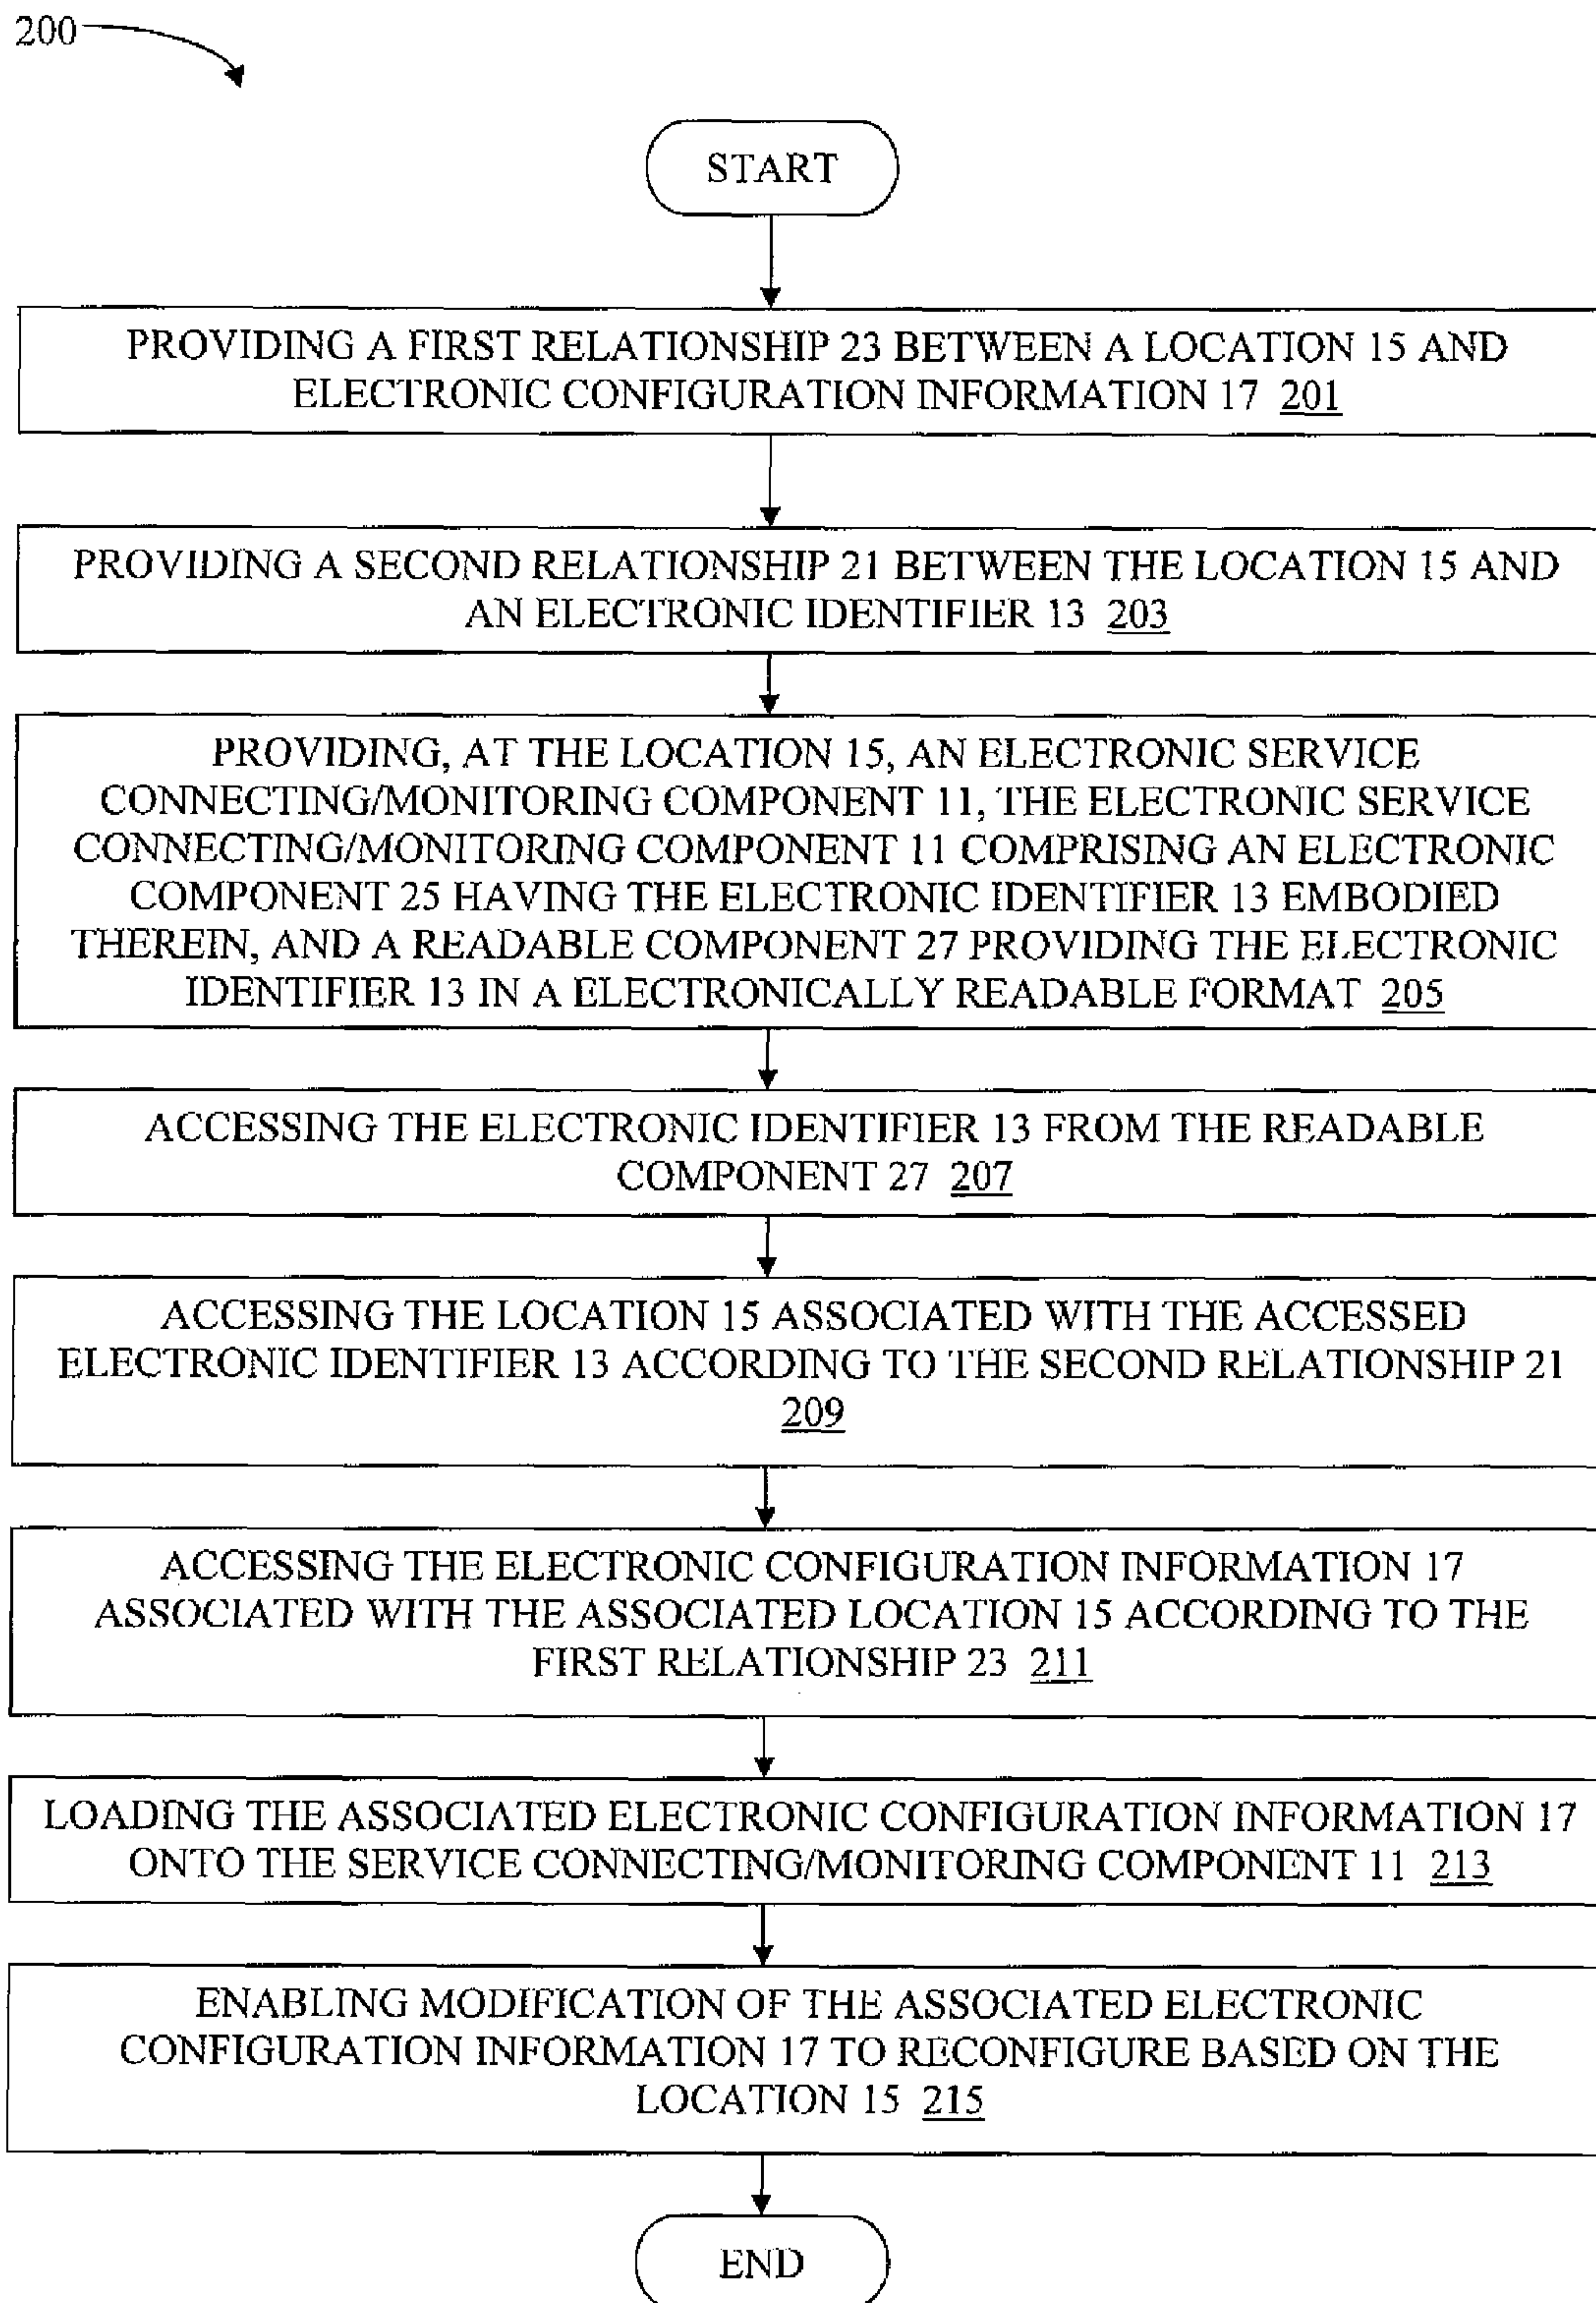 200
START
PROVIDING A FIRST RELATIONSHIP 23 BETWEEN A LOCATION 15 AND
ELECTRONIC CONFIGURATION INFORMATION 17 201
PROVIDING A SECOND RELATIONSHIP 21 BETWEEN THE LOCATION 15 AND
AN ELECTRONIC IDENTIFIER 13 203
PROVIDING, AT THE LOCATION 15, AN ELECTRONIC SERVICE
CONNECTING/MONITORING COMPONENT 11, THE ELECTRONIC SERVICE
CONNECTING/MONITORING COMPONENT 11 COMPRISING AN ELECTRONIC
COMPONENT 25 HAVING THE ELECTRONIC IDENTIFIER 13 EMBODIED
THEREIN, AND A READABLE COMPONENT 27 PROVIDING THE ELECTRONIC
IDENTIFIER 13 IN A ELECTRONICALLY READABLE FORMAT 205
ACCESSING THE ELECTRONIC IDENTIFIER 13 FROM THE READABLE
COMPONENT 27 207
ACCESSING THE LOCATION 15 ASSOCIATED WITH THE ACCESSED
ELECTRONIC IDENTIFIER 13 ACCORDING TO THE SECOND RELATIONSHIP 21
209
ACCESSING THE ELECTRONIC CONFIGURATION INFORMATION 17
ASSOCIATED WITH THE ASSOCIATED LOCATION 15 ACCORDING TO THE
FIRST RELATIONSHIP 23 211
LOADING THE ASSOCIATED ELECTRONIC CONFIGURATION INFORMATION 17
ONTO THE SERVICE CONNECTING/MONITORING COMPONENT 11 213
ENABLING MODIFICATION OF THE ASSOCIATED ELECTRONIC
CONFIGURATION INFORMATION 17 TO RECONFIGURE BASED ON THE
LOCATION 15 215
END